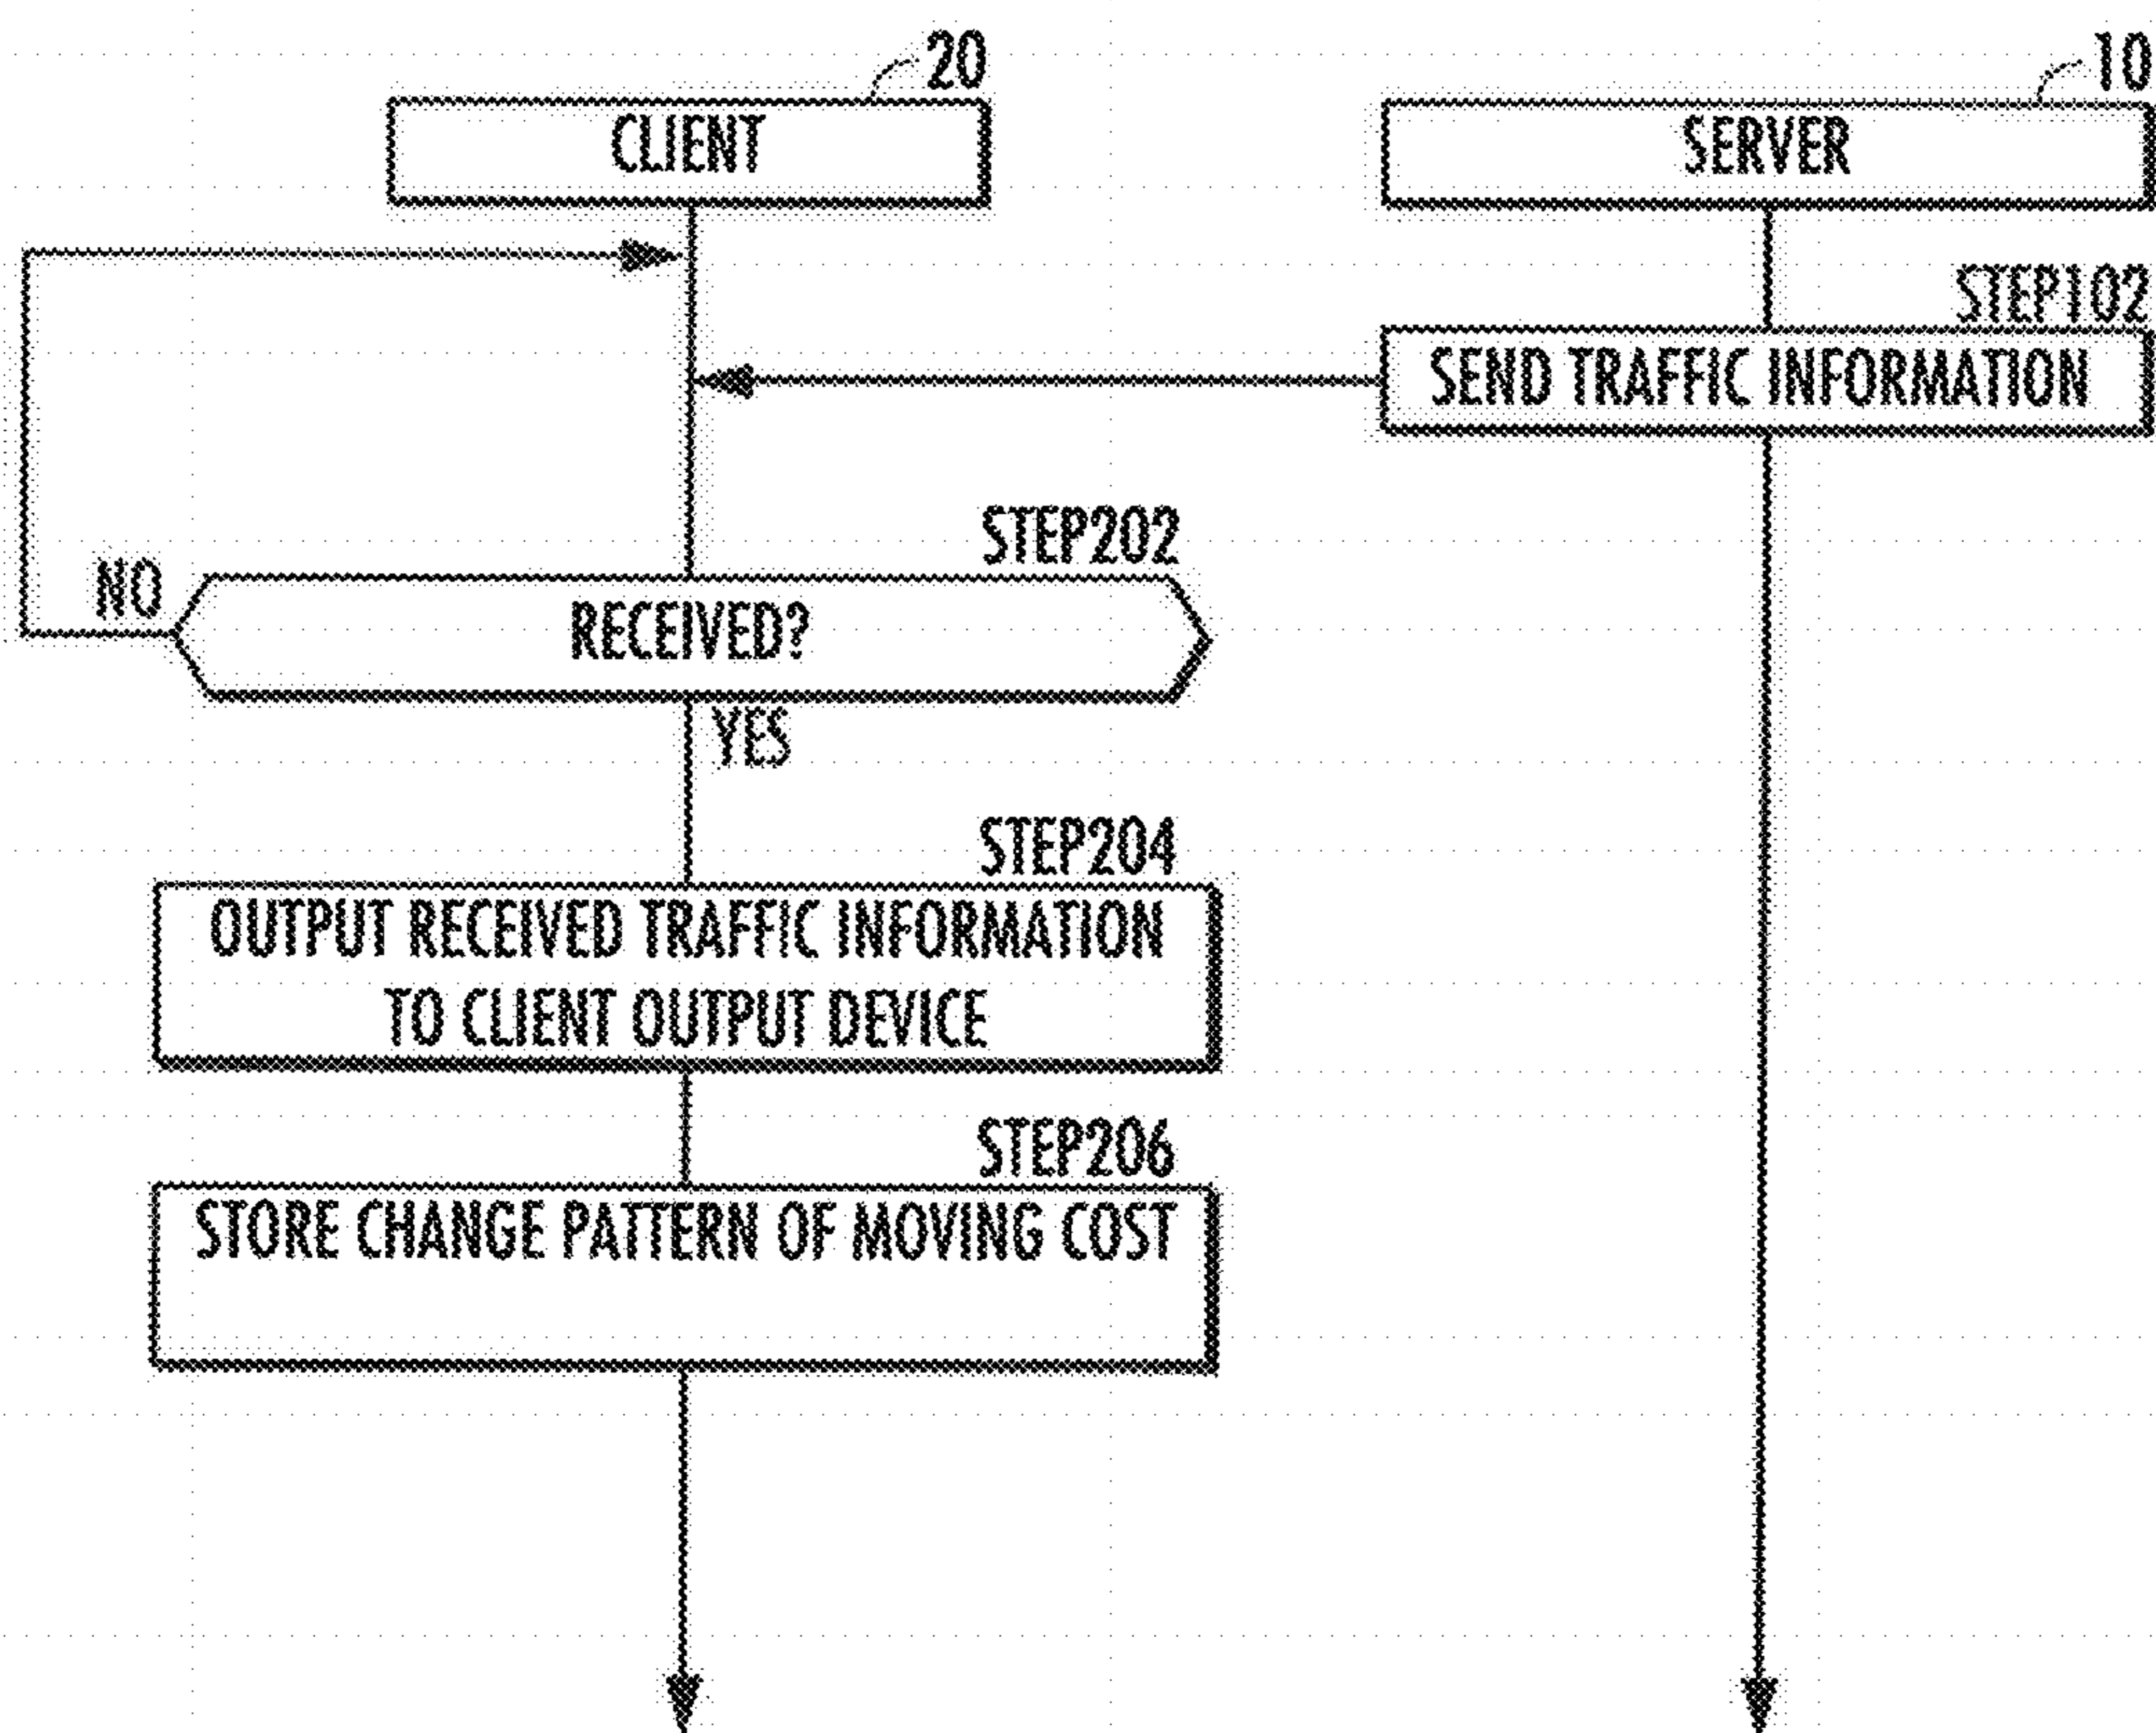 20
10
CLIENT
SERVER
STEP102
SEND TRAFFIC INFORMATION
STEP202
NO
RECEIVED?
YES
STEP204
OUTPUT RECEIVED TRAFFIC INFORMATION
TO CLIENT OUTPUT DEVICE
STEP206
STORE CHANGE PATTERN OF MOVING COST